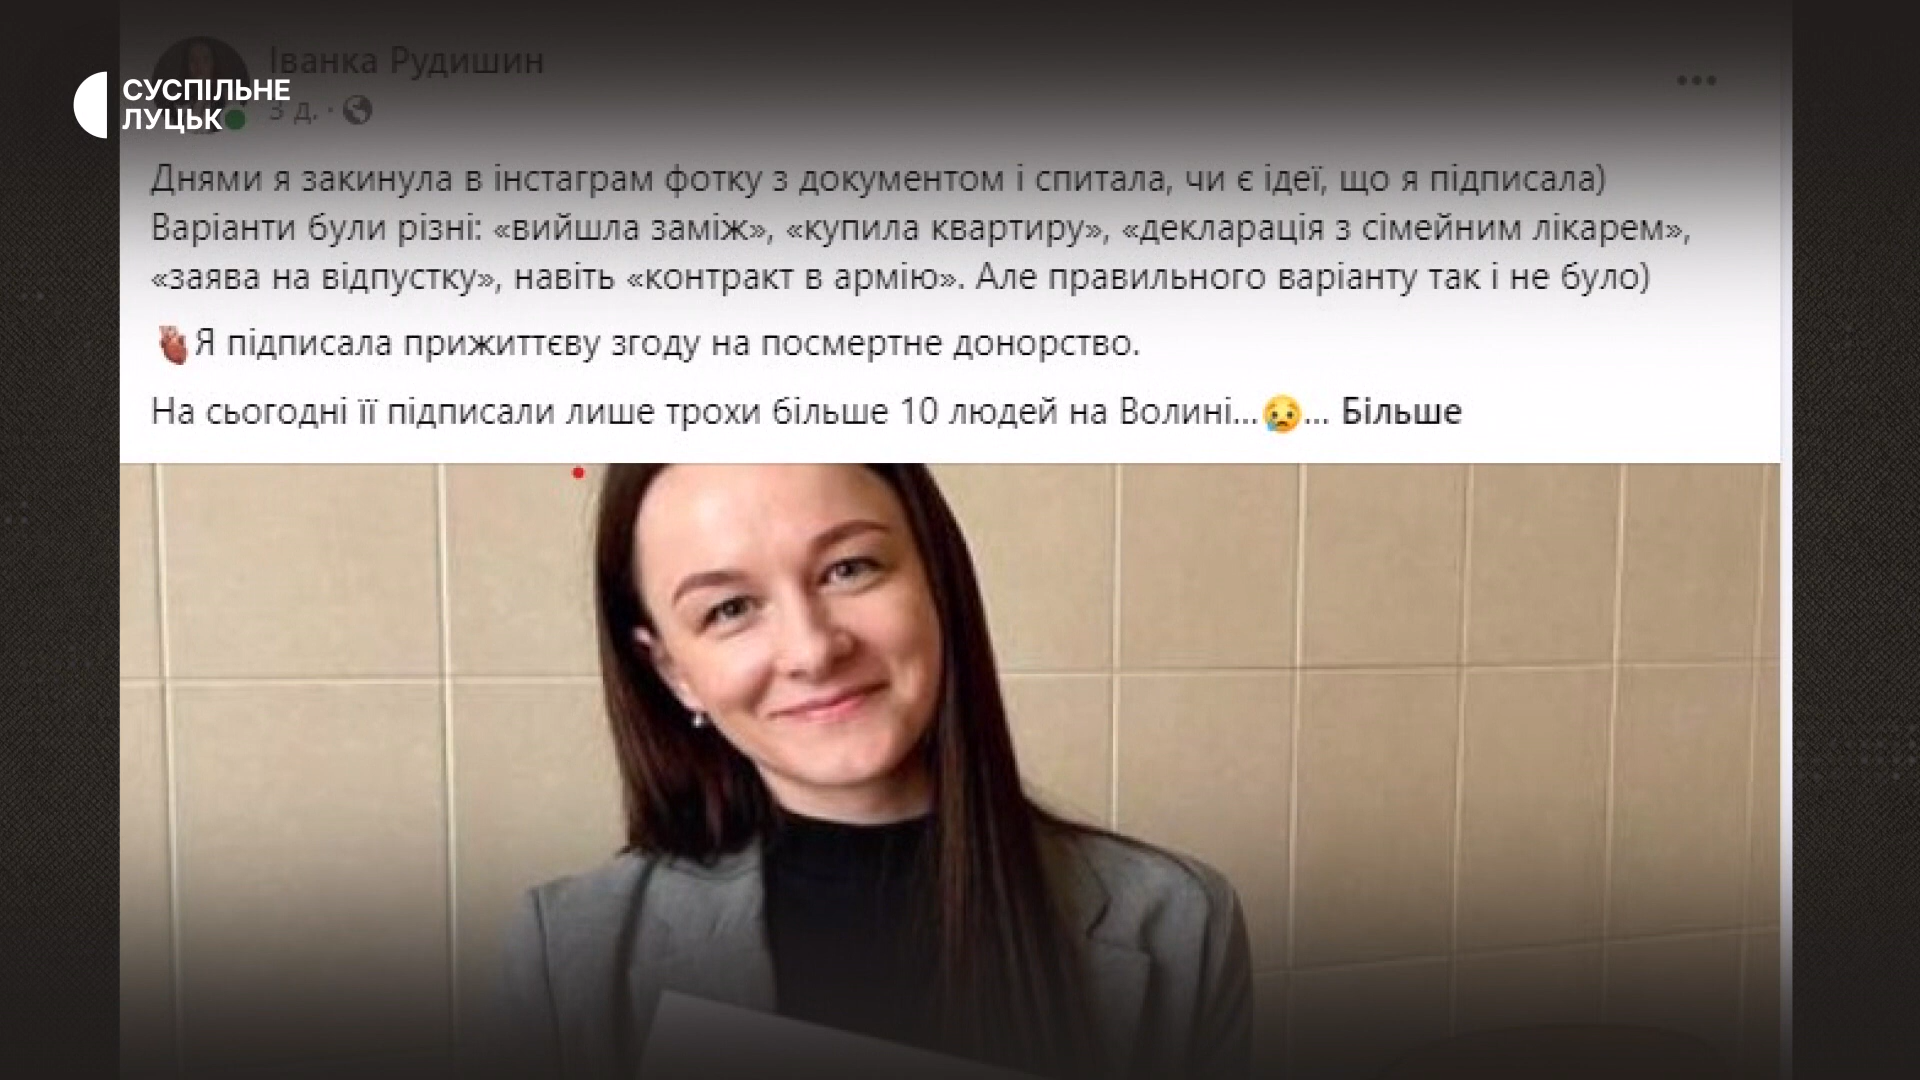 Іванка Рудишин
СУСПІЛЬНЕ
ЛУЦЬК
3 д. ·
Днями я закинула в інстаграм фотку з документом і спитала, чи є ідеї, що я підписала)
Варіанти були різні: «вийшла заміж», «купила квартиру», «декларація з сімейним лікарем»,
«заява на відпустку», навіть «контракт в армію». Але правильного варіанту так і не було)
🫀Я підписала прижиттєву згоду на посмертне донорство.
На сьогодні її підписали лише трохи більше 10 людей на Волині...😢... Більше